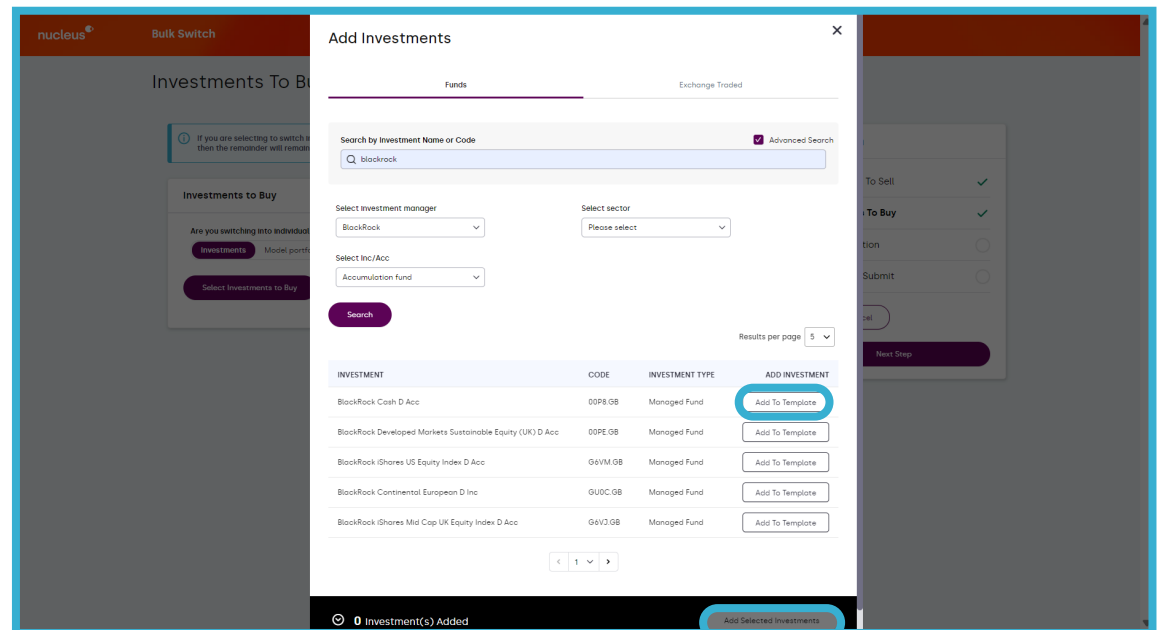 nucleus
Bulk Switch
Investments To Bu
If you are selecting to switch i
then the remainder will remain
Investments to Buy
Are you switching into individual
Investments Model portf
Select Investments to Buy
Add Investments
Funds Exchange Traded
Search by Investment Name or Code Advanced Search
blackrock
Select investment manager Select sector
BlackRock Please select
Select Inc/Acc
Accumulation fund
Search
Results per page 5
INVESTMENT CODE INVESTMENT TYPE ADD INVESTMENT
BlackRock Cash D Acc 00P8.GB Managed Fund Add To Template
BlackRock Developed Markets Sustainable Equity (UK) D Acc 00PE.GB Managed Fund Add To Template
BlackRock iShares US Equity Index D Acc G6VM.GB Managed Fund Add To Template
BlackRock Continental European D Inc GU0C.GB Managed Fund Add To Template
BlackRock iShares Mid Cap UK Equity Index D Acc G6VJ.GB Managed Fund Add To Template
1
0 Investment(s) Added Add Selected Investments
To Sell
To Buy
tion
Submit
cel
Next Step